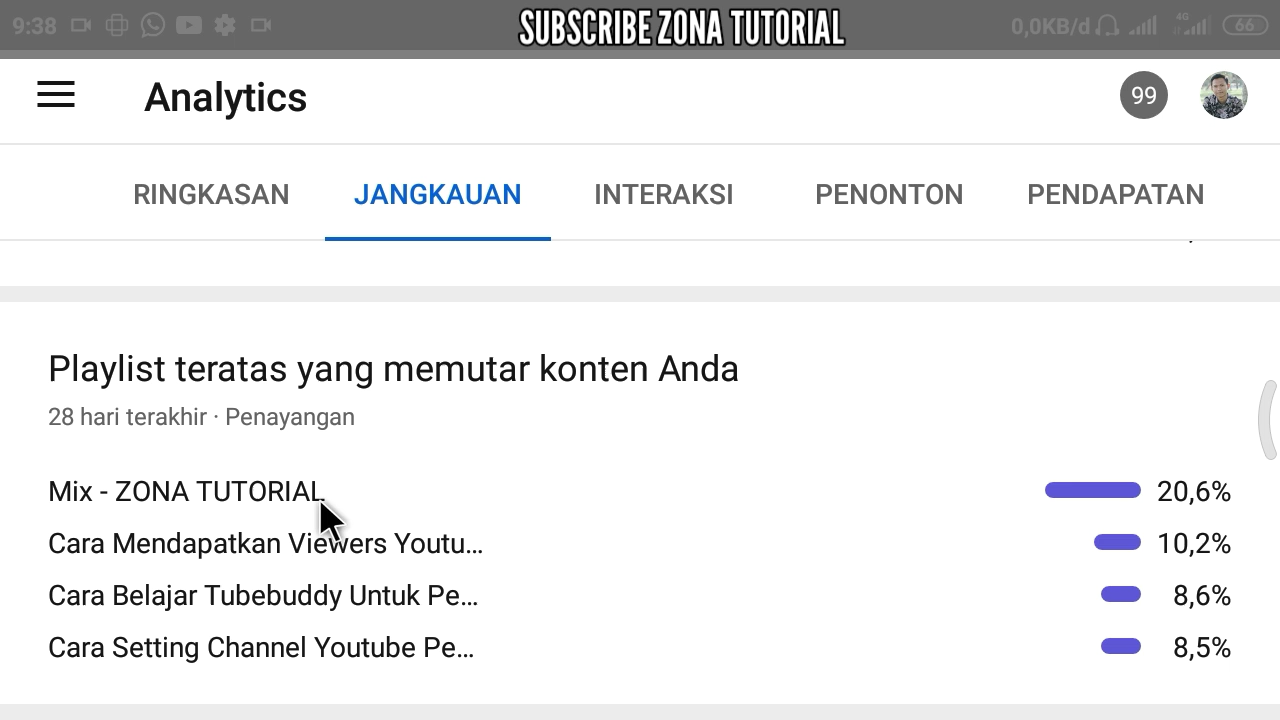 9:38
SUBSCRIBE ZONA TUTORIAL
0,0KB/d
4G
66
Analytics
99
RINGKASAN JANGKAUAN INTERAKSI PENONTON PENDAPATAN
Playlist teratas yang memutar konten Anda
28 hari terakhir · Penayangan
Mix - ZONA TUTORIAL 20,6%
Cara Mendapatkan Viewers Youtu... 10,2%
Cara Belajar Tubebuddy Untuk Pe... 8,6%
Cara Setting Channel Youtube Pe... 8,5%